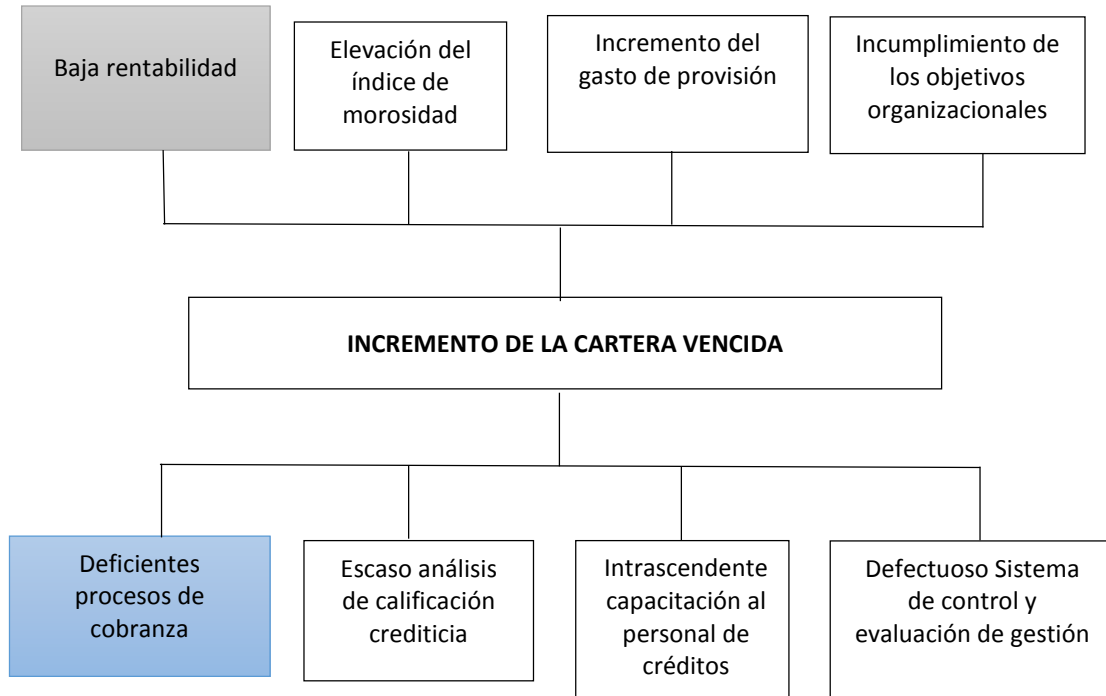 Baja rentabilidad
Elevación del
índice de
morosidad
Incremento del
gasto de provisión
Incumplimiento de
los objetivos
organizacionales
INCREMENTO DE LA CARTERA VENCIDA
Deficientes
procesos de
cobranza
Escaso análisis
de calificación
crediticia
Intrascendente
capacitación al
personal de
créditos
Defectuoso Sistema
de control y
evaluación de gestión